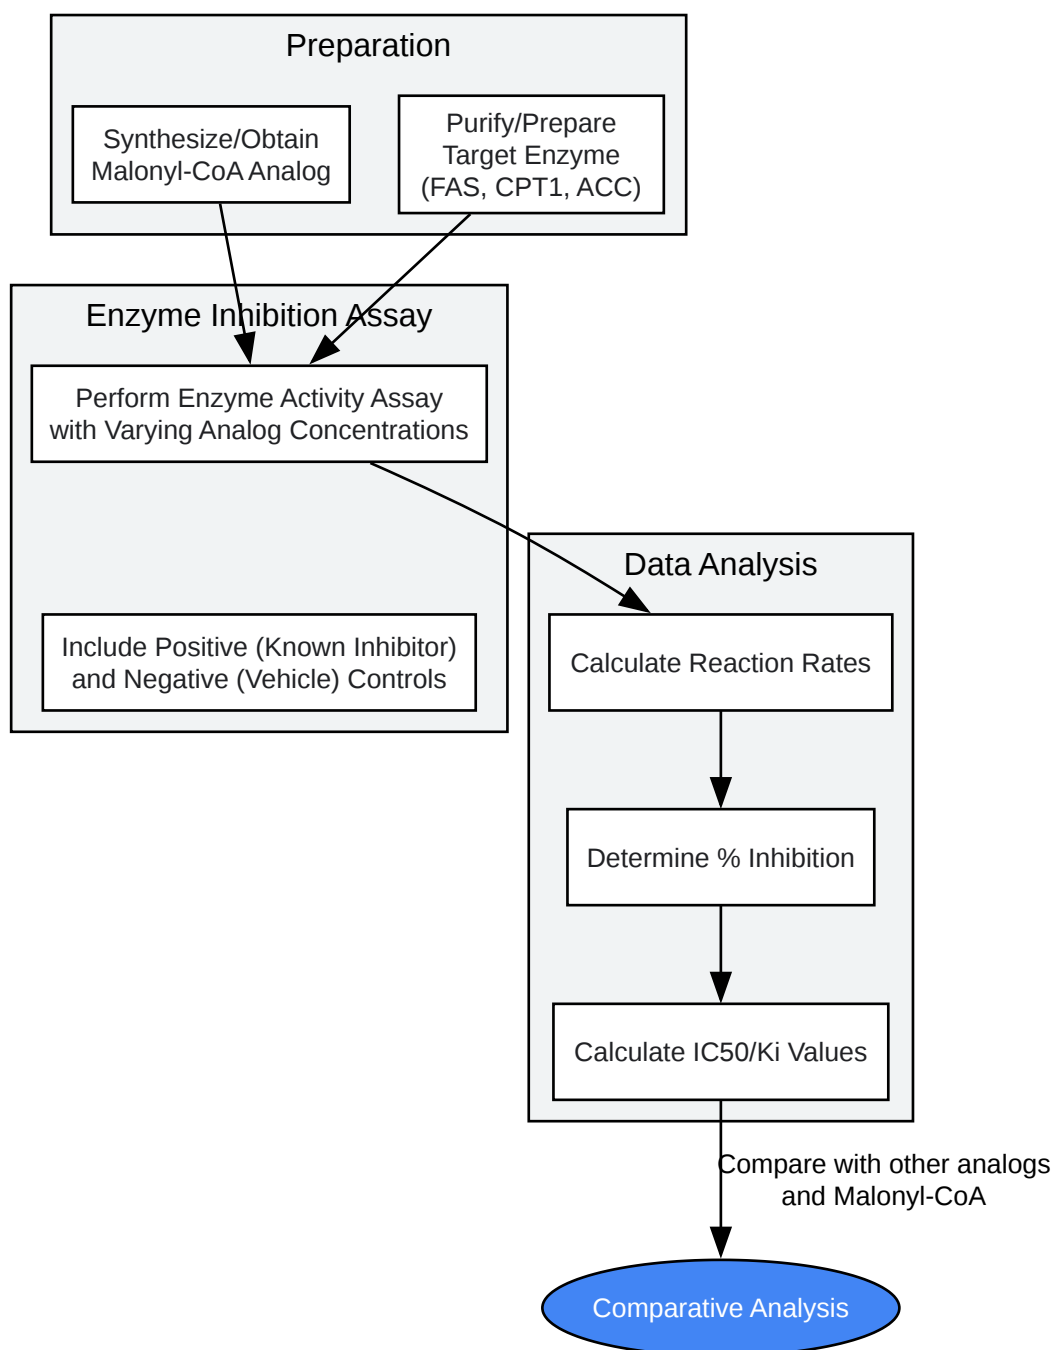 Preparation
Synthesize/Obtain
Malonyl-CoA Analog
Purify/Prepare
Target Enzyme
(FAS, CPT1, ACC)
Enzyme Inhibition Assay
Perform Enzyme Activity Assay
with Varying Analog Concentrations
Include Positive (Known Inhibitor)
and Negative (Vehicle) Controls
Data Analysis
Calculate Reaction Rates
Determine % Inhibition
Calculate IC50/Ki Values
Compare with other analogs
and Malonyl-CoA
Comparative Analysis